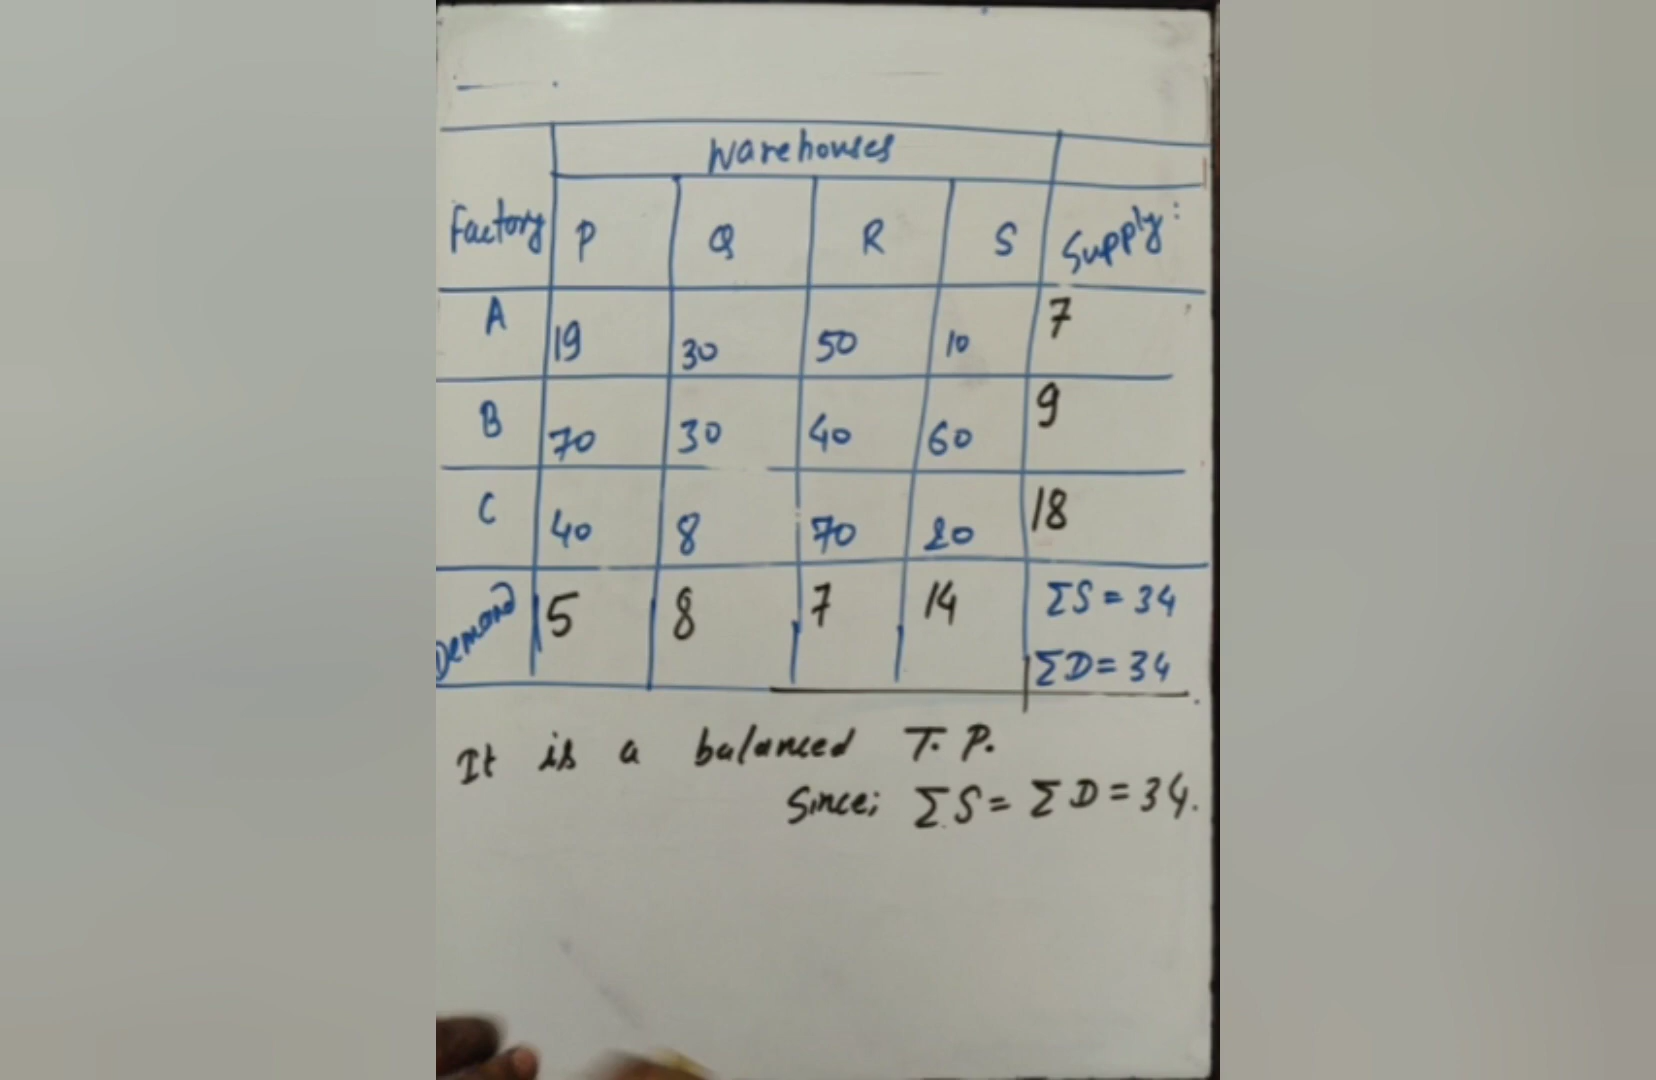 Warehouses
Factory P Q R S Supply:
A 19 30 50 10 7
B 70 30 40 60 9
C 40 8 70 20 18
Demand 5 8 7 14 ΣS = 34
ΣD = 34
It is a balanced T.P.
Since; ΣS = ΣD = 34.